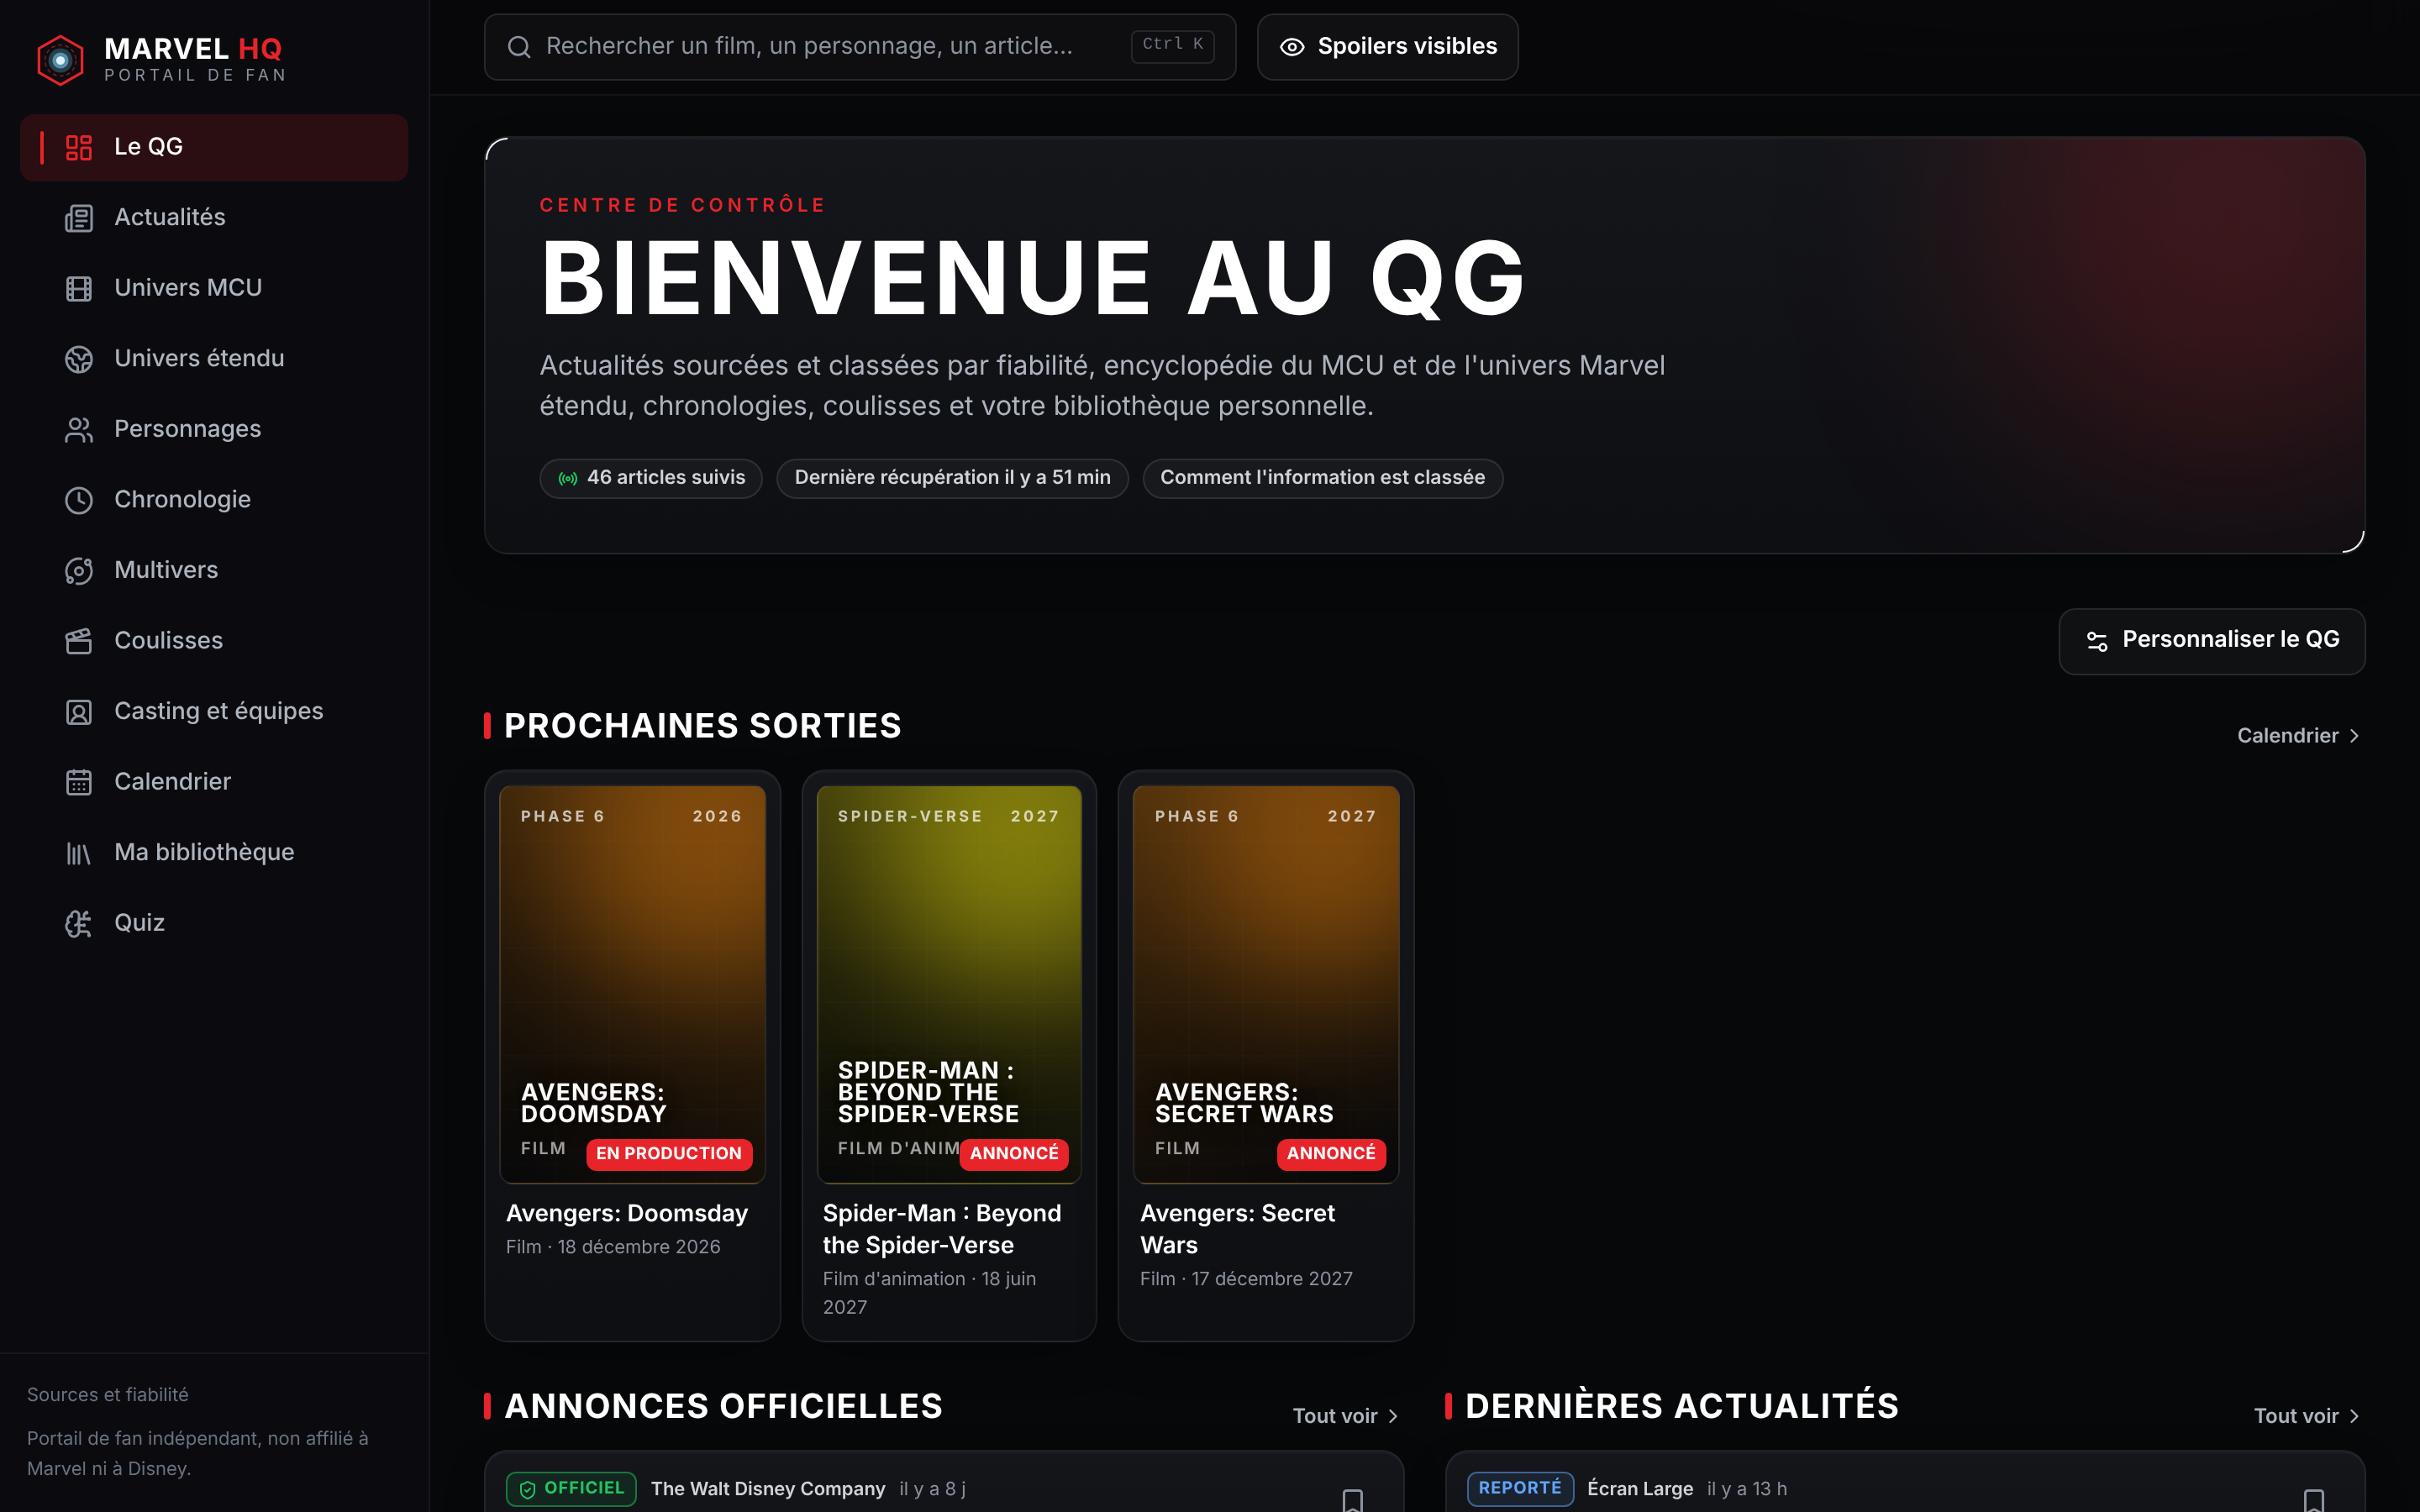 MARVEL HQ
PORTAIL DE FAN
Le QG
Actualités
Univers MCU
Univers étendu
Personnages
Chronologie
Multivers
Coulisses
Casting et équipes
Calendrier
Ma bibliothèque
Quiz
Sources et fiabilité
Portail de fan indépendant, non affilié à
Marvel ni à Disney.
Rechercher un film, un personnage, un article...
Ctrl K
Spoilers visibles
CENTRE DE CONTRÔLE
BIENVENUE AU QG
Actualités sourcées et classées par fiabilité, encyclopédie du MCU et de l'univers Marvel
étendu, chronologies, coulisses et votre bibliothèque personnelle.
46 articles suivis
Dernière récupération il y a 51 min
Comment l'information est classée
Personnaliser le QG
PROCHAINES SORTIES
Calendrier
PHASE 6 2026
AVENGERS:
DOOMSDAY
FILM
EN PRODUCTION
Avengers: Doomsday
Film · 18 décembre 2026
SPIDER-VERSE 2027
SPIDER-MAN :
BEYOND THE
SPIDER-VERSE
FILM D'ANIM
ANNONCÉ
Spider-Man : Beyond
the Spider-Verse
Film d'animation · 18 juin
2027
PHASE 6 2027
AVENGERS:
SECRET WARS
FILM
ANNONCÉ
Avengers: Secret
Wars
Film · 17 décembre 2027
ANNONCES OFFICIELLES
Tout voir
OFFICIEL
The Walt Disney Company il y a 8 j
DERNIÈRES ACTUALITÉS
Tout voir
REPORTÉ
Écran Large il y a 13 h